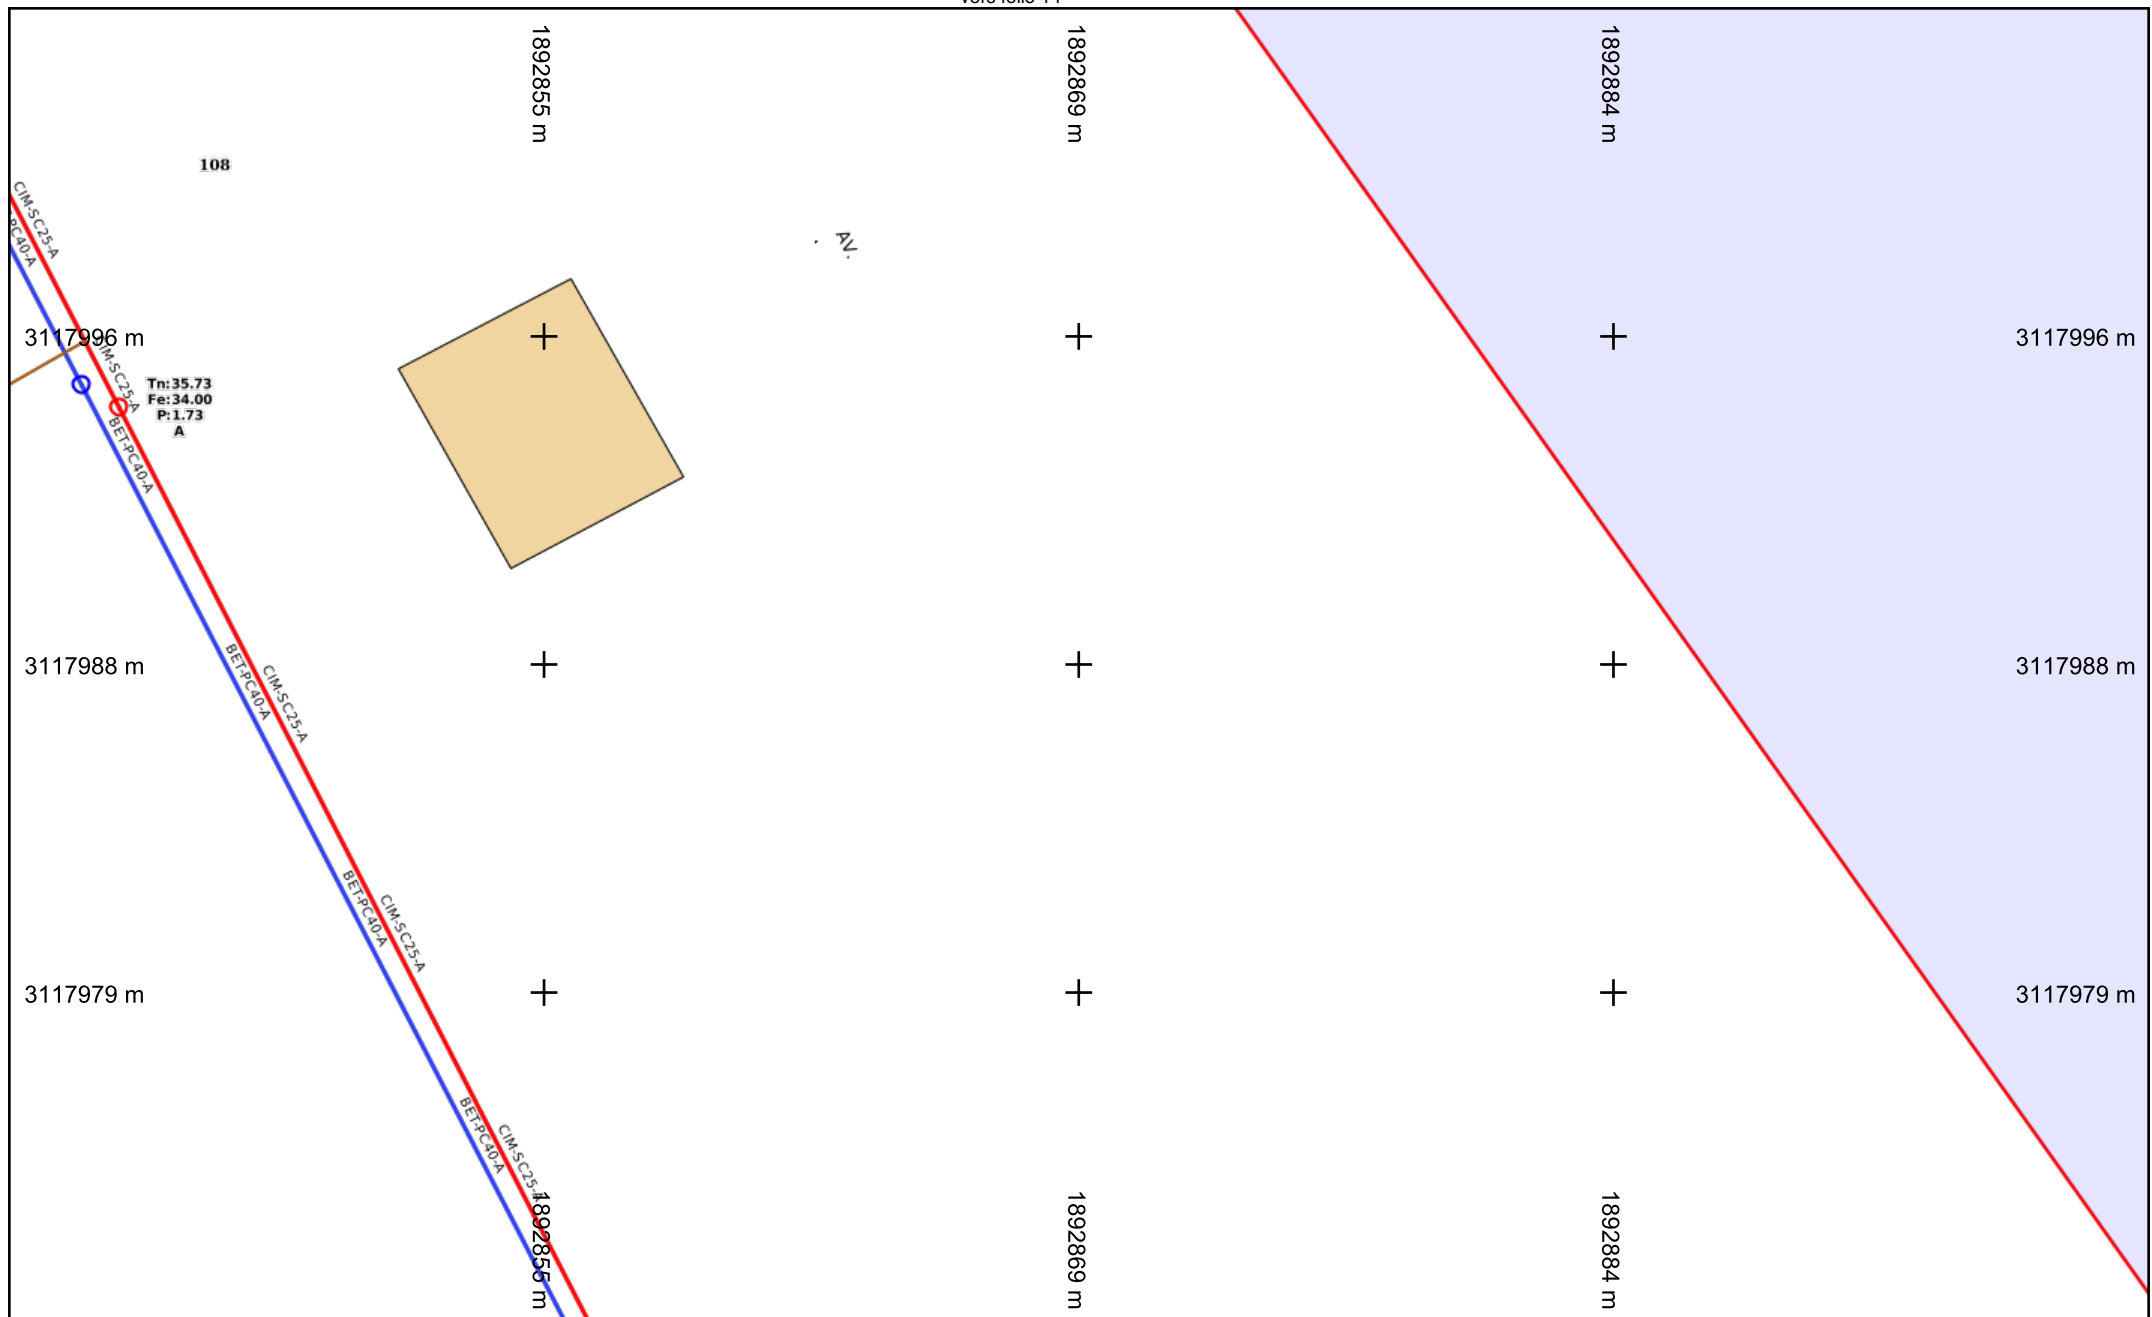 1892855 m
1892869 m
1892884 m
108
CIM-SC25-A
PC40-A
AV.
3117996 m
3117996 m
IM-SC25-A
Tn:35.73
Fe:34.00
P:1.73
A
BET-PC40-A
3117988 m
3117988 m
BET-PC40-A
CIM-SC25-A
BET-PC40-A
CIM-SC25-A
3117979 m
3117979 m
BET-PC40-A
CIM-SC25-A
1892855 m
1892869 m
1892884 m